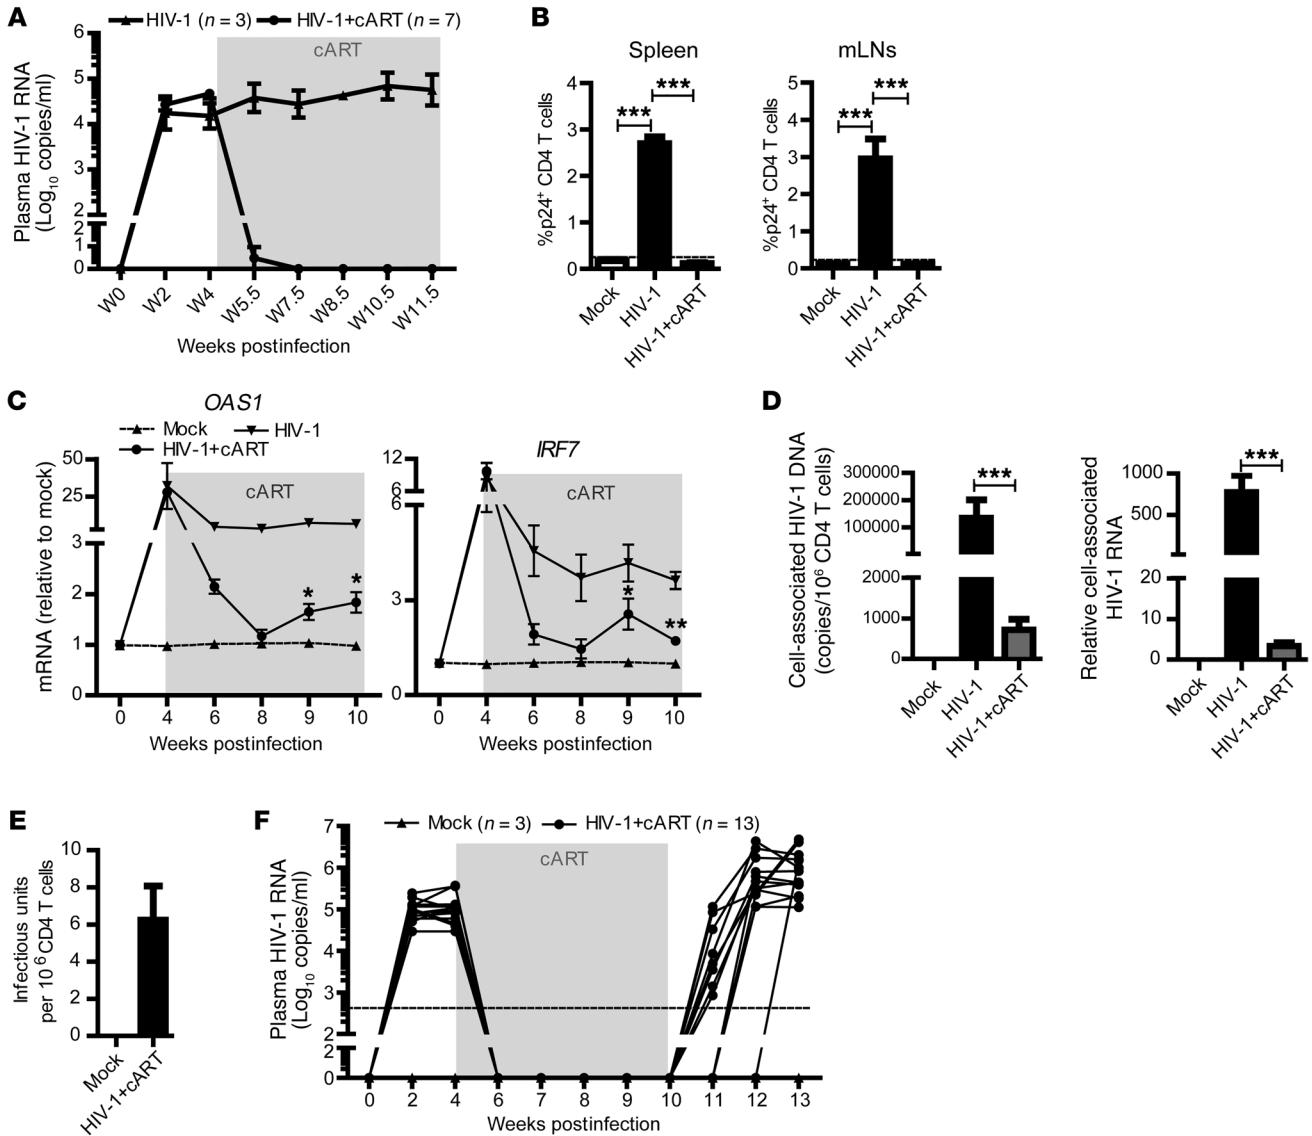 A
HIV-1 (n = 3) HIV-1+cART (n = 7)
cART
Plasma HIV-1 RNA
(Log10 copies/ml)
6
5
4
3
2
2
1
0
W0 W2 W4 W5.5 W7.5 W8.5 W10.5 W11.5
Weeks postinfection
B
Spleen
%p24+ CD4 T cells
4
3
2
1
0
***
***
Mock HIV-1 HIV-1+cART
mLNs
%p24+ CD4 T cells
5
4
3
2
1
0
***
***
Mock HIV-1 HIV-1+cART
C
OAS1
Mock HIV-1
HIV-1+cART
cART
mRNA (relative to mock)
50
25
3
2
1
0
*
*
0 4 6 8 9 10
Weeks postinfection
IRF7
cART
12
6
6
3
0
*
**
0 4 6 8 9 10
Weeks postinfection
D
Cell-associated HIV-1 DNA
(copies/106 CD4 T cells)
300000
200000
100000
2000
1000
0
***
Mock HIV-1 HIV-1+cART
Relative cell-associated
HIV-1 RNA
1000
500
20
10
0
***
Mock HIV-1 HIV-1+cART
E
Infectious units
per 10 6 CD4 T cells
10
8
6
4
2
0
Mock HIV-1+cART
F
Mock (n = 3) HIV-1+cART (n = 13)
cART
Plasma HIV-1 RNA
(Log10 copies/ml)
7
6
5
4
3
2
2
1
0
0 2 4 6 7 8 9 10 11 12 13
Weeks postinfection